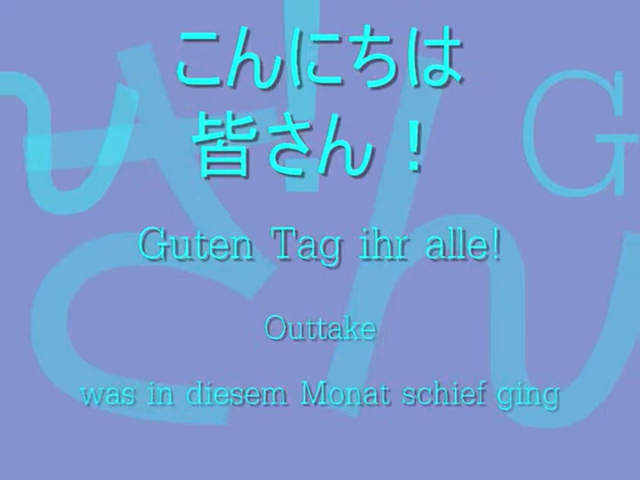 こんにちは
皆さん！
Guten Tag ihr alle!
Outtake
was in diesem Monat schief ging